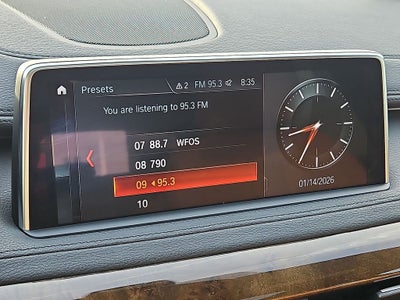 Presets 2 FM 95.3 8:35
You are listening to 95.3 FM
07 88.7 WFOS
08 790
09 95.3
10
01/14/2026